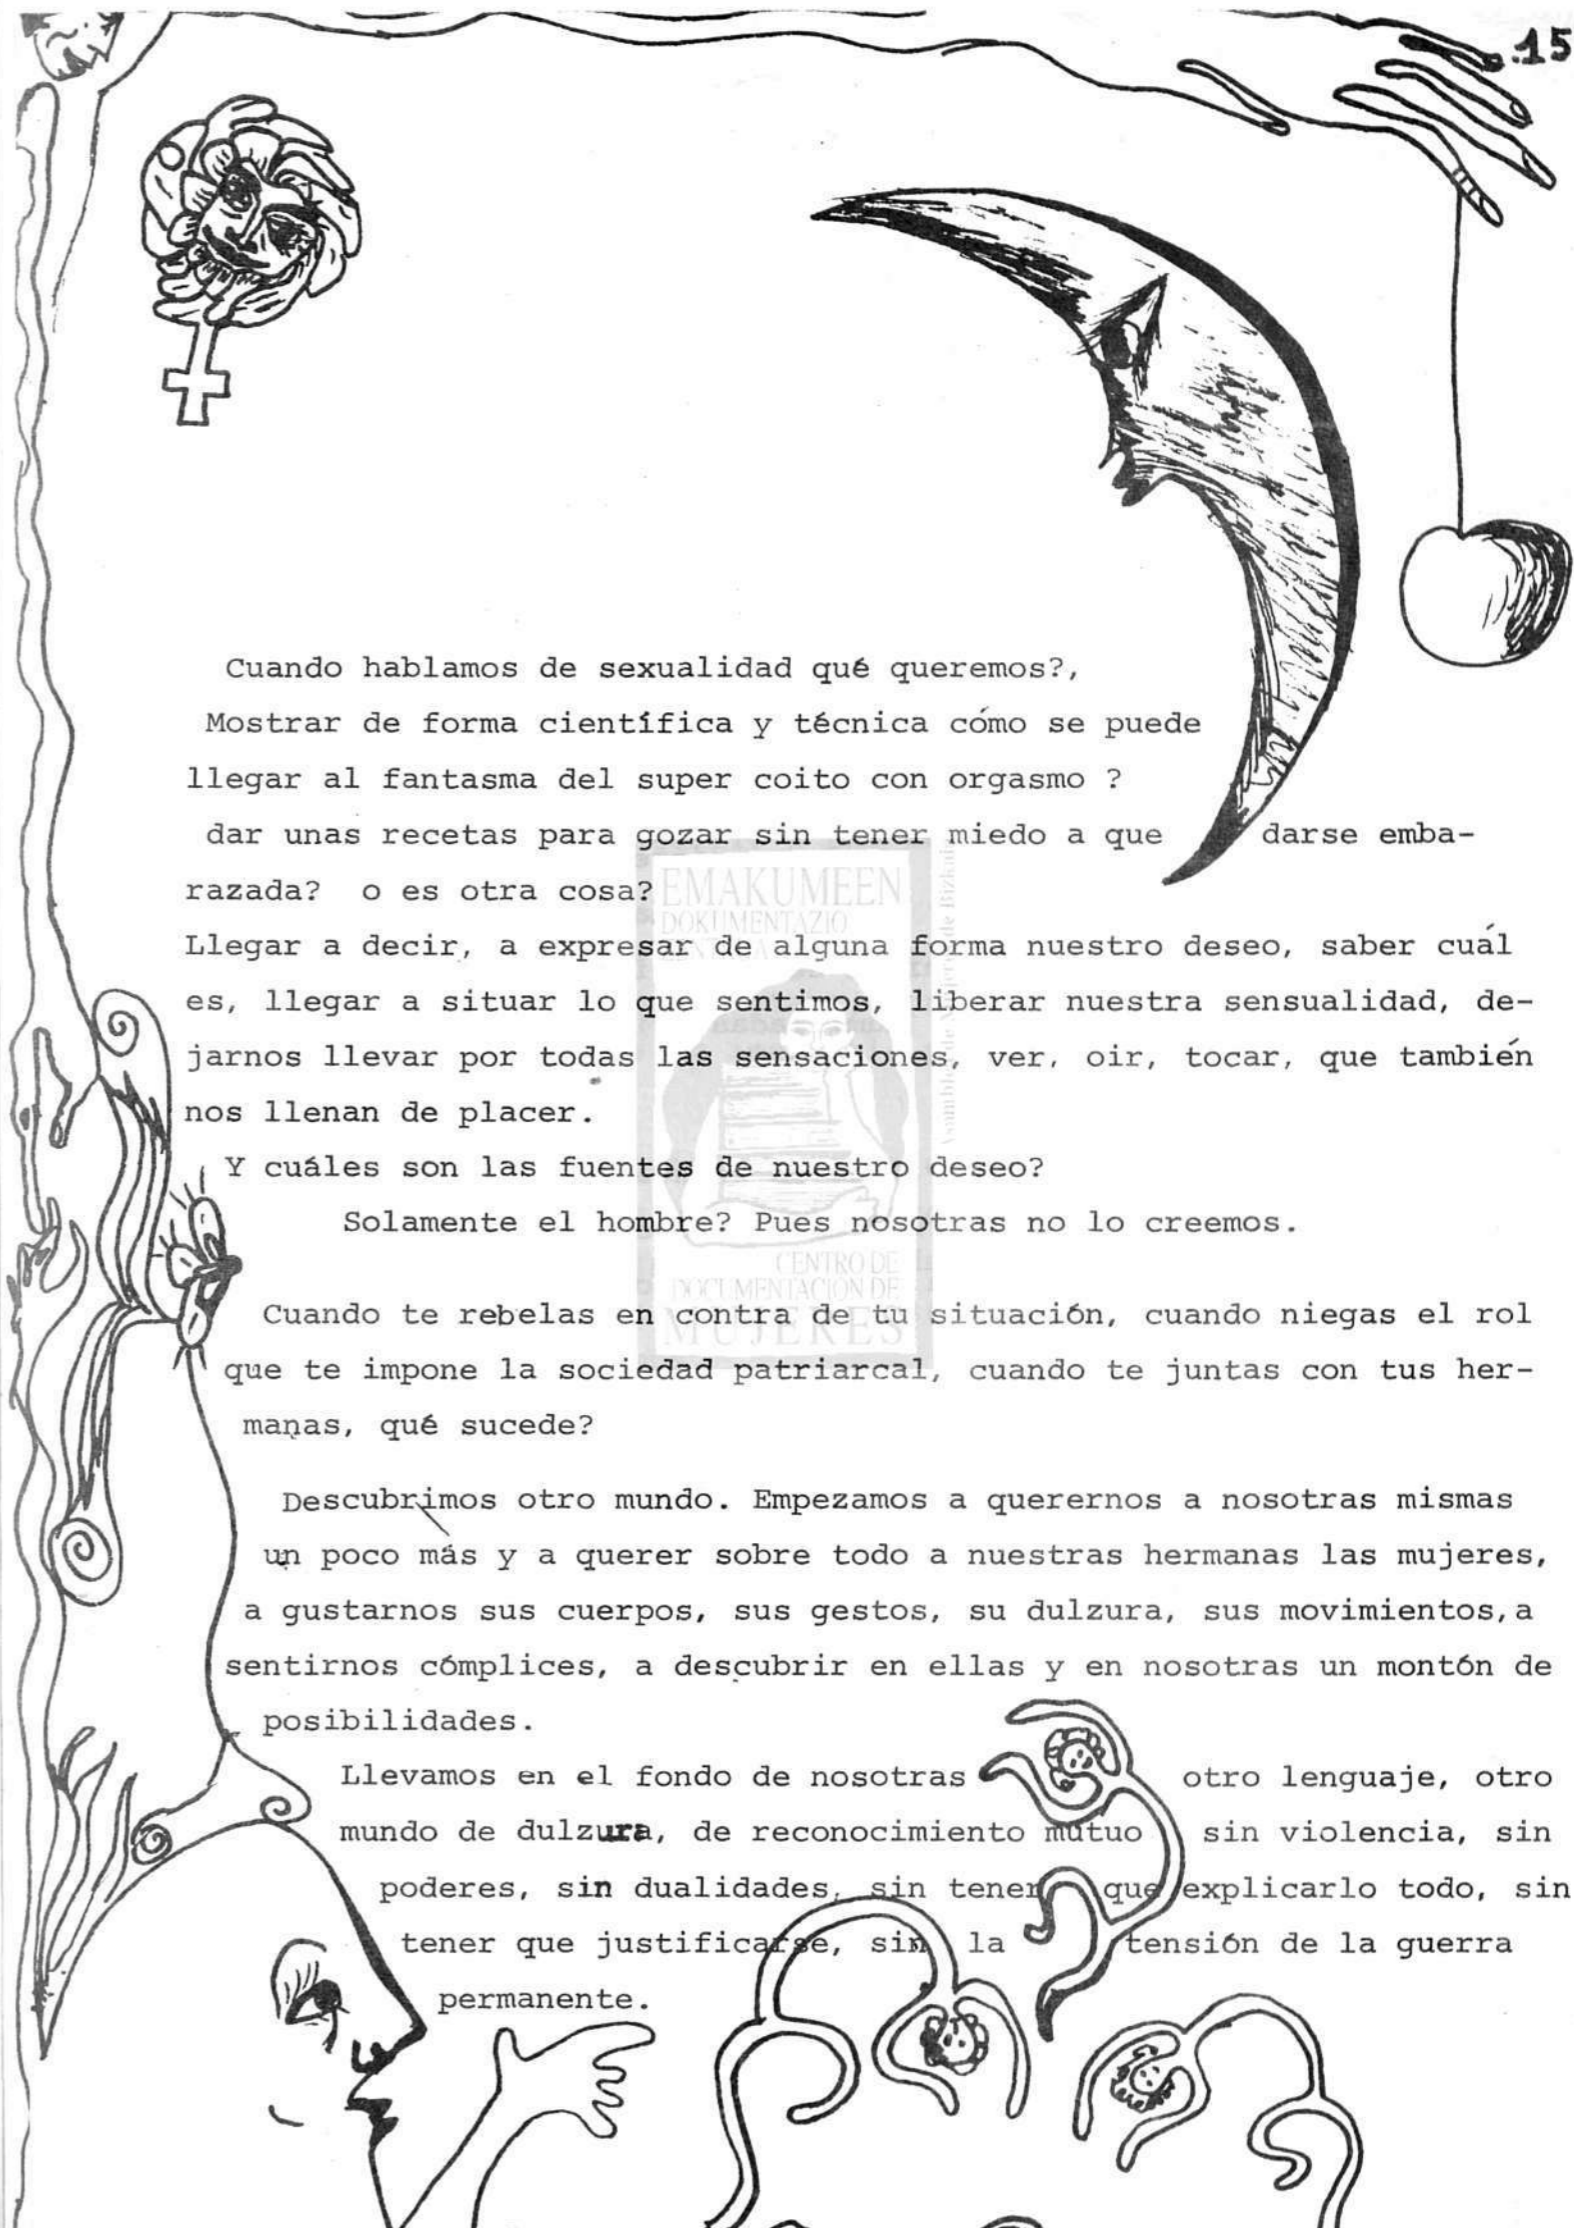 .15
Cuando hablamos de sexualidad qué queremos?,
Mostrar de forma científica y técnica cómo se puede
llegar al fantasma del super coito con orgasmo ?
dar unas recetas para gozar sin tener miedo a que darse emba-
razada? o es otra cosa?
Llegar a decir, a expresar de alguna forma nuestro deseo, saber cuál
es, llegar a situar lo que sentimos, liberar nuestra sensualidad, de-
jarnos llevar por todas las sensaciones, ver, oir, tocar, que también
nos llenan de placer.
Y cuáles son las fuentes de nuestro deseo?
Solamente el hombre? Pues nosotras no lo creemos.
Cuando te rebelas en contra de tu situación, cuando niegas el rol
que te impone la sociedad patriarcal, cuando te juntas con tus her-
manas, qué sucede?
Descubrimos otro mundo. Empezamos a querernos a nosotras mismas
un poco más y a querer sobre todo a nuestras hermanas las mujeres,
a gustarnos sus cuerpos, sus gestos, su dulzura, sus movimientos, a
sentirnos cómplices, a descubrir en ellas y en nosotras un montón de
posibilidades.
Llevamos en el fondo de nosotras otro lenguaje, otro
mundo de dulzura, de reconocimiento mútuo sin violencia, sin
poderes, sin dualidades, sin tener que explicarlo todo, sin
tener que justificarse, sin la tensión de la guerra
permanente.
EMAKUMEEN
DOKUMENTAZIO
CENTRO DE
DOCUMENTACION DE
MUJERES